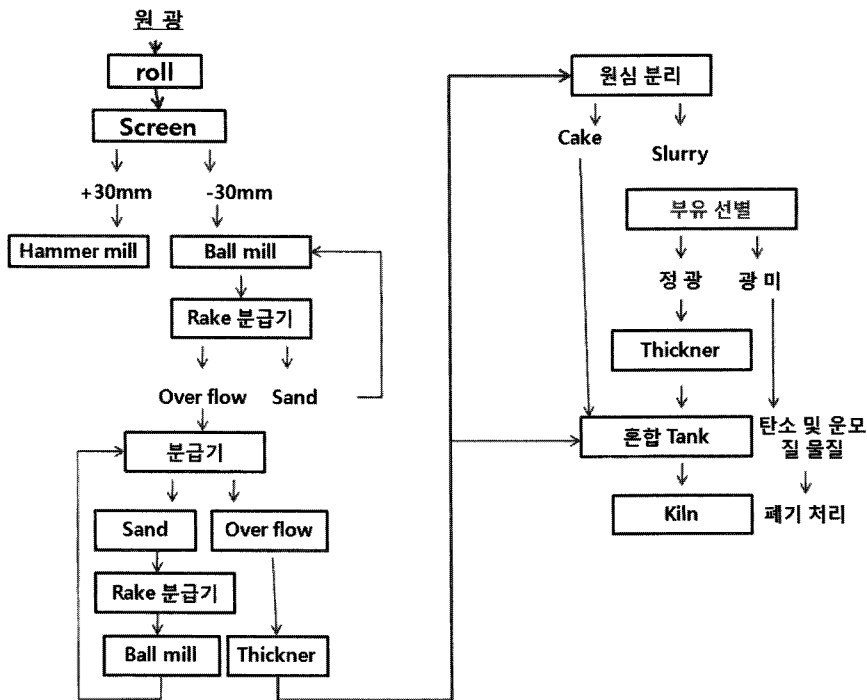 원 광
roll
Screen
+30mm
-30mm
Hammer mill
Ball mill
Rake 분급기
Over flow
Sand
분급기
Sand
Over flow
Rake 분급기
Ball mill
Thickner
원심 분리
Cake
Slurry
부유 선별
정 광
광 미
Thickner
혼합 Tank
탄소 및 운모
질 물질
Kiln
폐기 처리